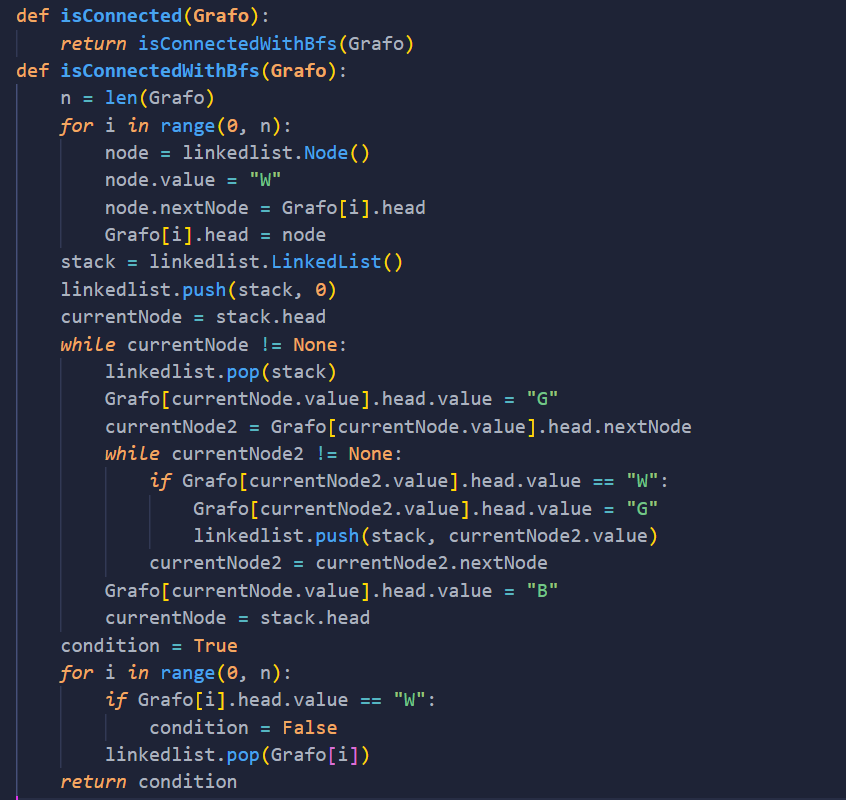 def isConnected(Grafo):
    return isConnectedWithBfs(Grafo)
def isConnectedWithBfs(Grafo):
    n = len(Grafo)
    for i in range(0, n):
        node = linkedlist.Node()
        node.value = "W"
        node.nextNode = Grafo[i].head
        Grafo[i].head = node
    stack = linkedlist.LinkedList()
    linkedlist.push(stack, 0)
    currentNode = stack.head
    while currentNode != None:
        linkedlist.pop(stack)
        Grafo[currentNode.value].head.value = "G"
        currentNode2 = Grafo[currentNode.value].head.nextNode
        while currentNode2 != None:
            if Grafo[currentNode2.value].head.value == "W":
                Grafo[currentNode2.value].head.value = "G"
                linkedlist.push(stack, currentNode2.value)
            currentNode2 = currentNode2.nextNode
        Grafo[currentNode.value].head.value = "B"
        currentNode = stack.head
    condition = True
    for i in range(0, n):
        if Grafo[i].head.value == "W":
            condition = False
        linkedlist.pop(Grafo[i])
    return condition